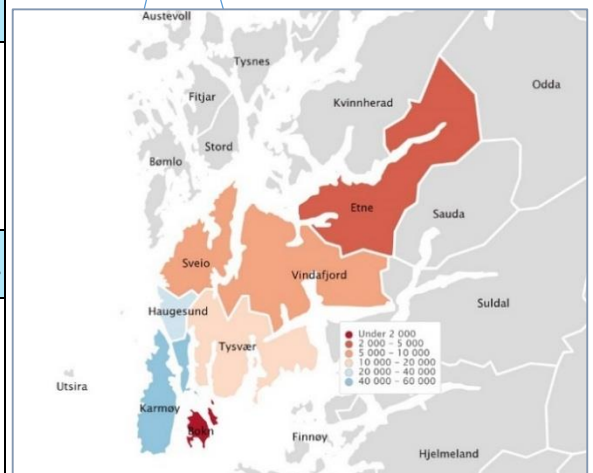 Austevoll
Tysnes
Odda
Fitjar
Kvinnherad
Stord
Bømlo
Etne
Sauda
Sveio
Vindafjord
Suldal
Haugesund
Under 2 000
2 000 – 5 000
5 000 – 10 000
10 000 – 20 000
20 000 – 40 000
40 000 – 60 000
Tysvær
Utsira
Karmøy
Bokn
Finnøy
Hjelmeland